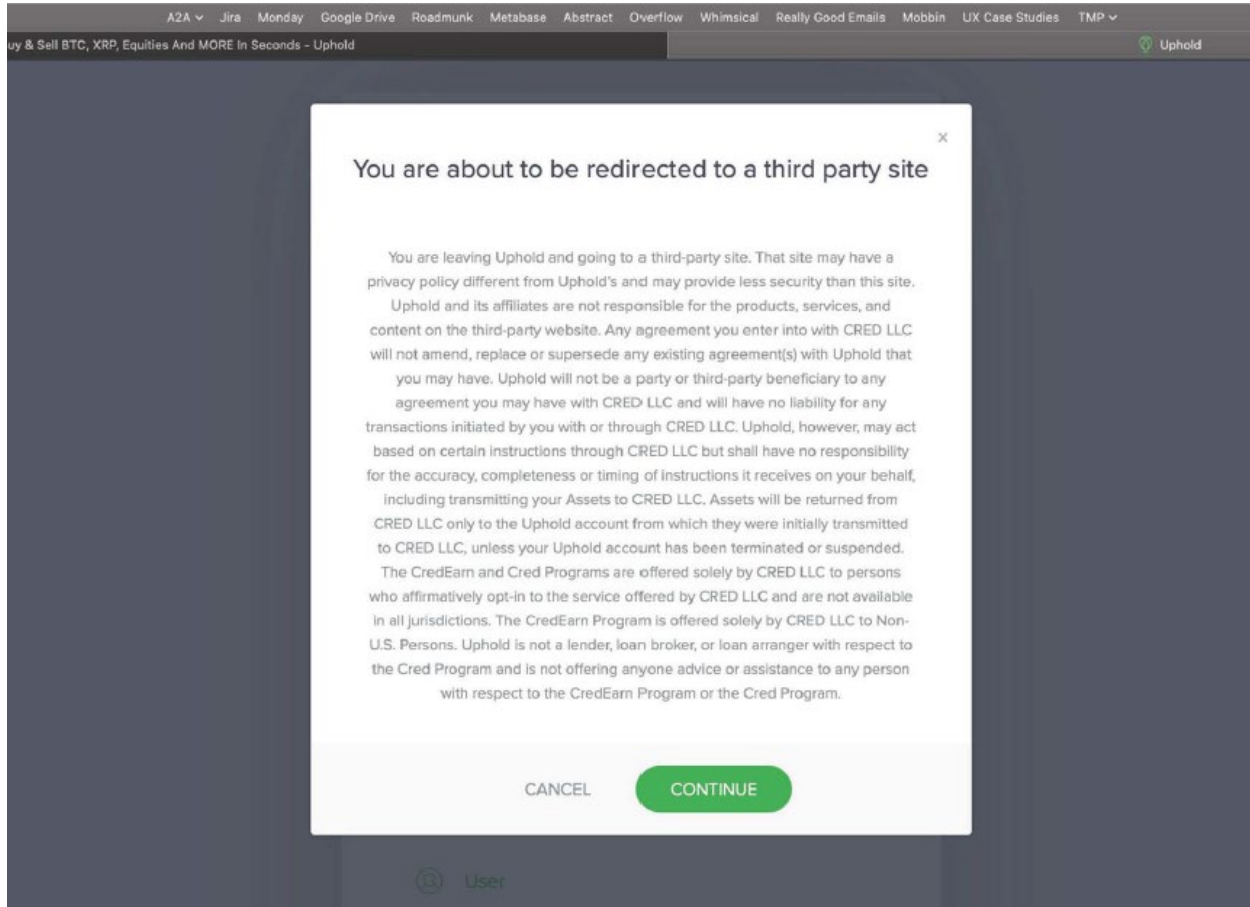 A2A Jira Monday Google Drive Roadmunk Metabase Abstract Overflow Whimsical Really Good Emails Mobbin UX Case Studies TMP
uy & Sell BTC, XRP, Equities And MORE In Seconds - Uphold
Uphold
×
You are about to be redirected to a third party site
You are leaving Uphold and going to a third-party site. That site may have a
privacy policy different from Uphold's and may provide less security than this site.
Uphold and its affiliates are not responsible for the products, services, and
content on the third-party website. Any agreement you enter into with CRED LLC
will not amend, replace or supersede any existing agreement(s) with Uphold that
you may have. Uphold will not be a party or third-party beneficiary to any
agreement you may have with CRED LLC and will have no liability for any
transactions initiated by you with or through CRED LLC. Uphold, however, may act
based on certain instructions through CRED LLC but shall have no responsibility
for the accuracy, completeness or timing of instructions it receives on your behalf,
including transmitting your Assets to CRED LLC. Assets will be returned from
CRED LLC only to the Uphold account from which they were initially transmitted
to CRED LLC, unless your Uphold account has been terminated or suspended.
The CredEarn and Cred Programs are offered solely by CRED LLC to persons
who affirmatively opt-in to the service offered by CRED LLC and are not available
in all jurisdictions. The CredEarn Program is offered solely by CRED LLC to Non-
U.S. Persons. Uphold is not a lender, loan broker, or loan arranger with respect to
the Cred Program and is not offering anyone advice or assistance to any person
with respect to the CredEarn Program or the Cred Program.
CANCEL
CONTINUE
User